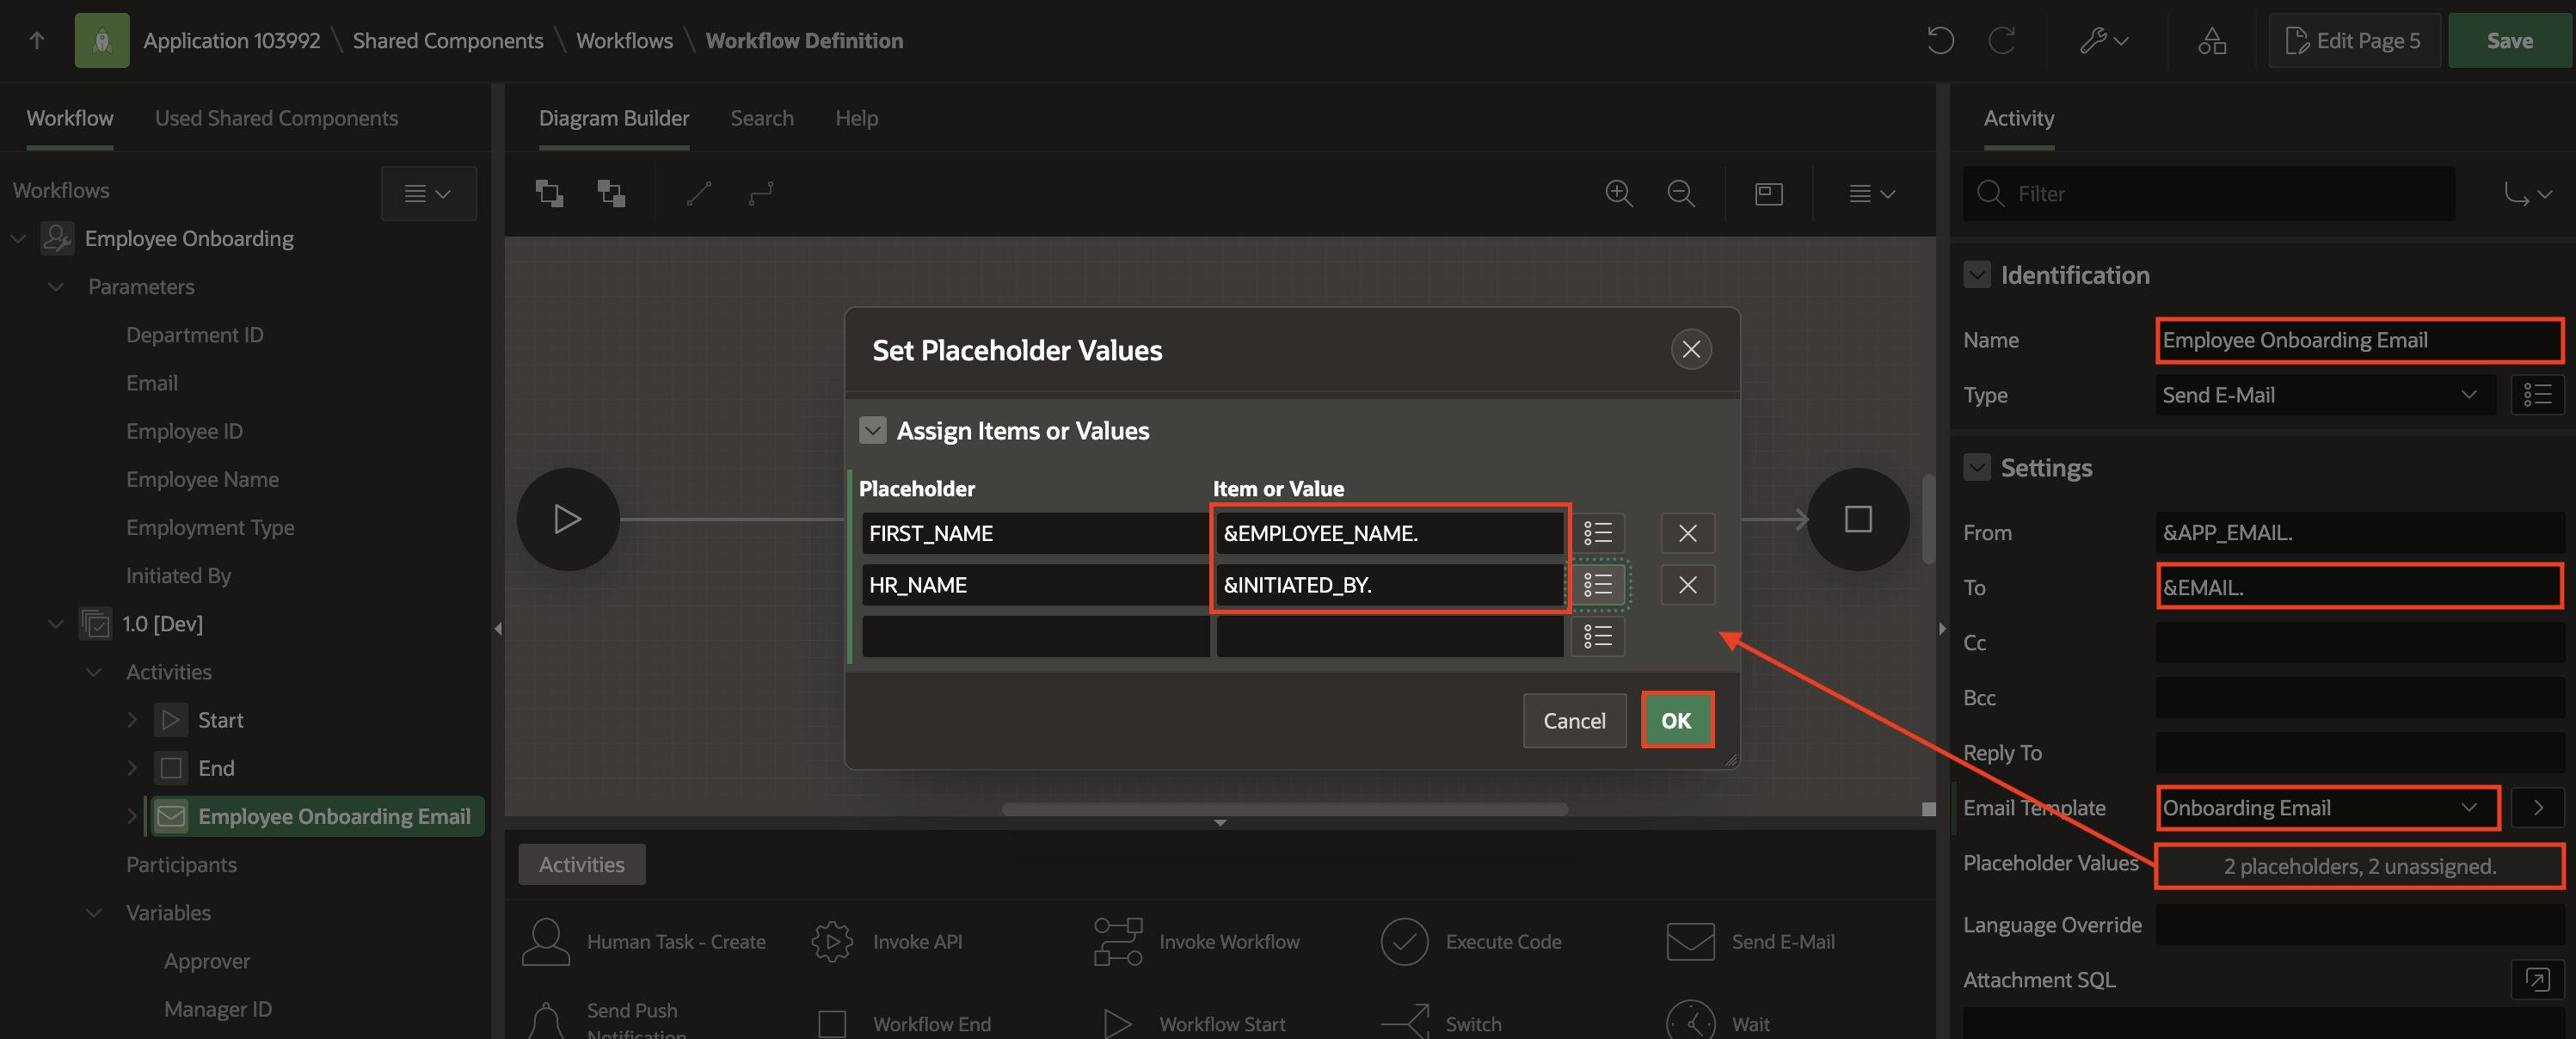 Application 103992 \ Shared Components \ Workflows \ Workflow Definition
Edit Page 5
Save
Workflow
Used Shared Components
Workflows
Employee Onboarding
Parameters
Department ID
Email
Employee ID
Employee Name
Employment Type
Initiated By
1.0 [Dev]
Activities
Start
End
Employee Onboarding Email
Participants
Variables
Approver
Manager ID
Diagram Builder
Search
Help
Set Placeholder Values
Assign Items or Values
Placeholder
Item or Value
FIRST_NAME
&EMPLOYEE_NAME.
HR_NAME
&INITIATED_BY.
Cancel
OK
Activities
Human Task - Create
Invoke API
Invoke Workflow
Execute Code
Send E-Mail
Send Push
Notification
Workflow End
Workflow Start
Switch
Wait
Activity
Filter
Identification
Name
Employee Onboarding Email
Type
Send E-Mail
Settings
From
&APP_EMAIL.
To
&EMAIL.
Cc
Bcc
Reply To
Email Template
Onboarding Email
Placeholder Values
2 placeholders, 2 unassigned.
Language Override
Attachment SQL